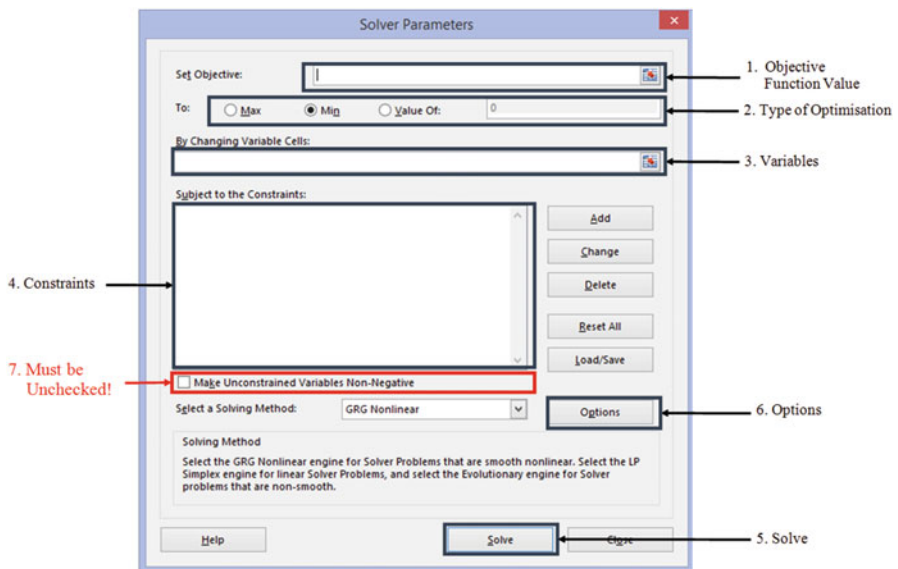 Solver Parameters
Set Objective:
1. Objective
Function Value
To:
Max
Min
Value Of:
0
2. Type of Optimisation
By Changing Variable Cells:
3. Variables
Subject to the Constraints:
Add
Change
4. Constraints
Delete
Reset All
Load/Save
7. Must be
Unchecked!
Make Unconstrained Variables Non-Negative
Select a Solving Method:
GRG Nonlinear
Options
6. Options
Solving Method
Select the GRG Nonlinear engine for Solver Problems that are smooth nonlinear. Select the LP
Simplex engine for linear Solver Problems, and select the Evolutionary engine for Solver
problems that are non-smooth.
Help
Solve
Close
5. Solve